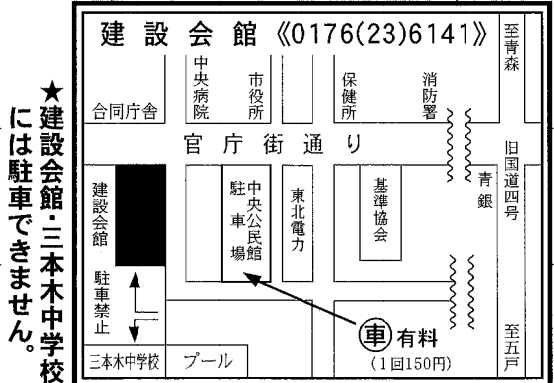 建設会館《0176(23)6141》
至青森
合同庁舎
中央病院
市役所
保健所
消防署
官庁街通り
旧国道四号
青銀
建設会館
駐車禁止
中央公民館
駐車場
東北電力
基準協会
車 有料
(1回150円)
至五戸
三本木中学校
プール
★建設会館・三本木中学校
には駐車できません。